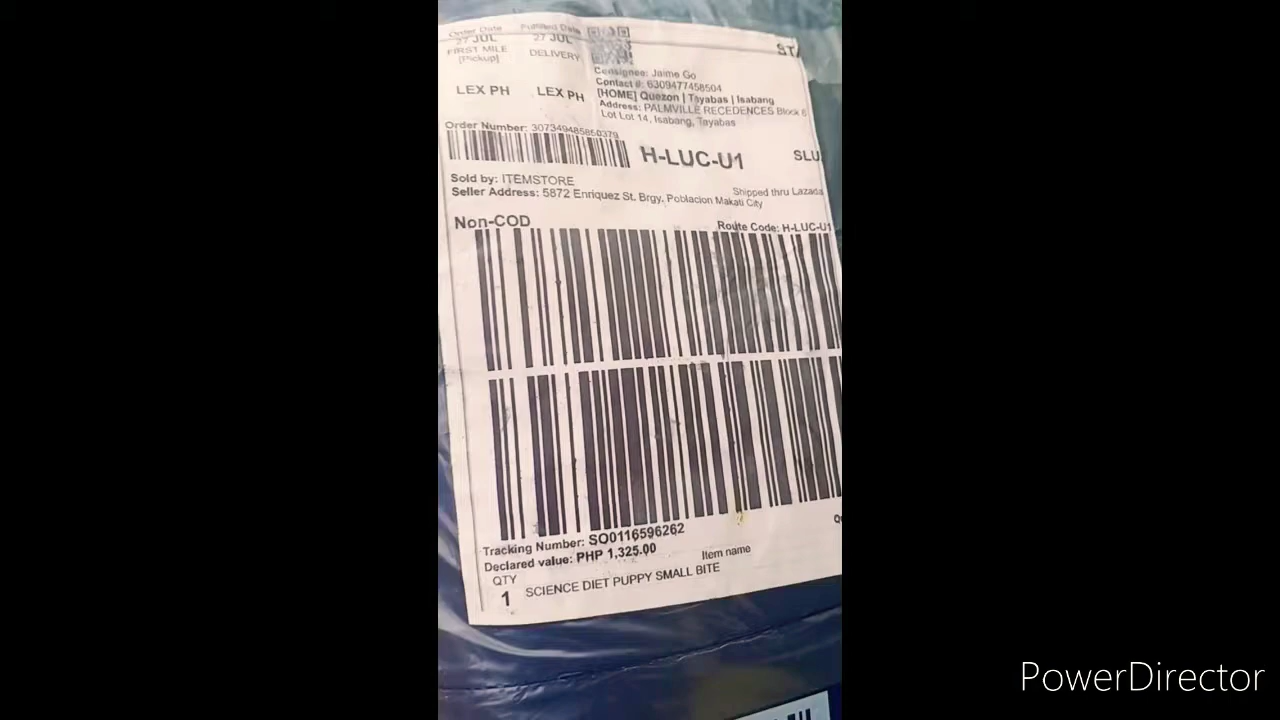 Order Date Fulfilled Date
27 JUL 27 JUL
FIRST MILE DELIVERY
[Pickup]
LEX PH LEX PH
Consignee: Jaime Go
Contact #: 6309477458504
[HOME] Quezon | Tayabas | Isabang
Address: PALMVILLE RECEDENCES Block 6
Lot Lot 14, Isabang, Tayabas
ST
Order Number: 307349485850379
H-LUC-U1 SLU
Sold by: ITEMSTORE
Shipped thru Lazada
Seller Address: 5872 Enriquez St. Brgy. Poblacion Makati City
Non-COD Route Code: H-LUC-U1
Tracking Number: SO0116596262
Declared value: PHP 1,325.00
QTY Item name
1 SCIENCE DIET PUPPY SMALL BITE
PowerDirector